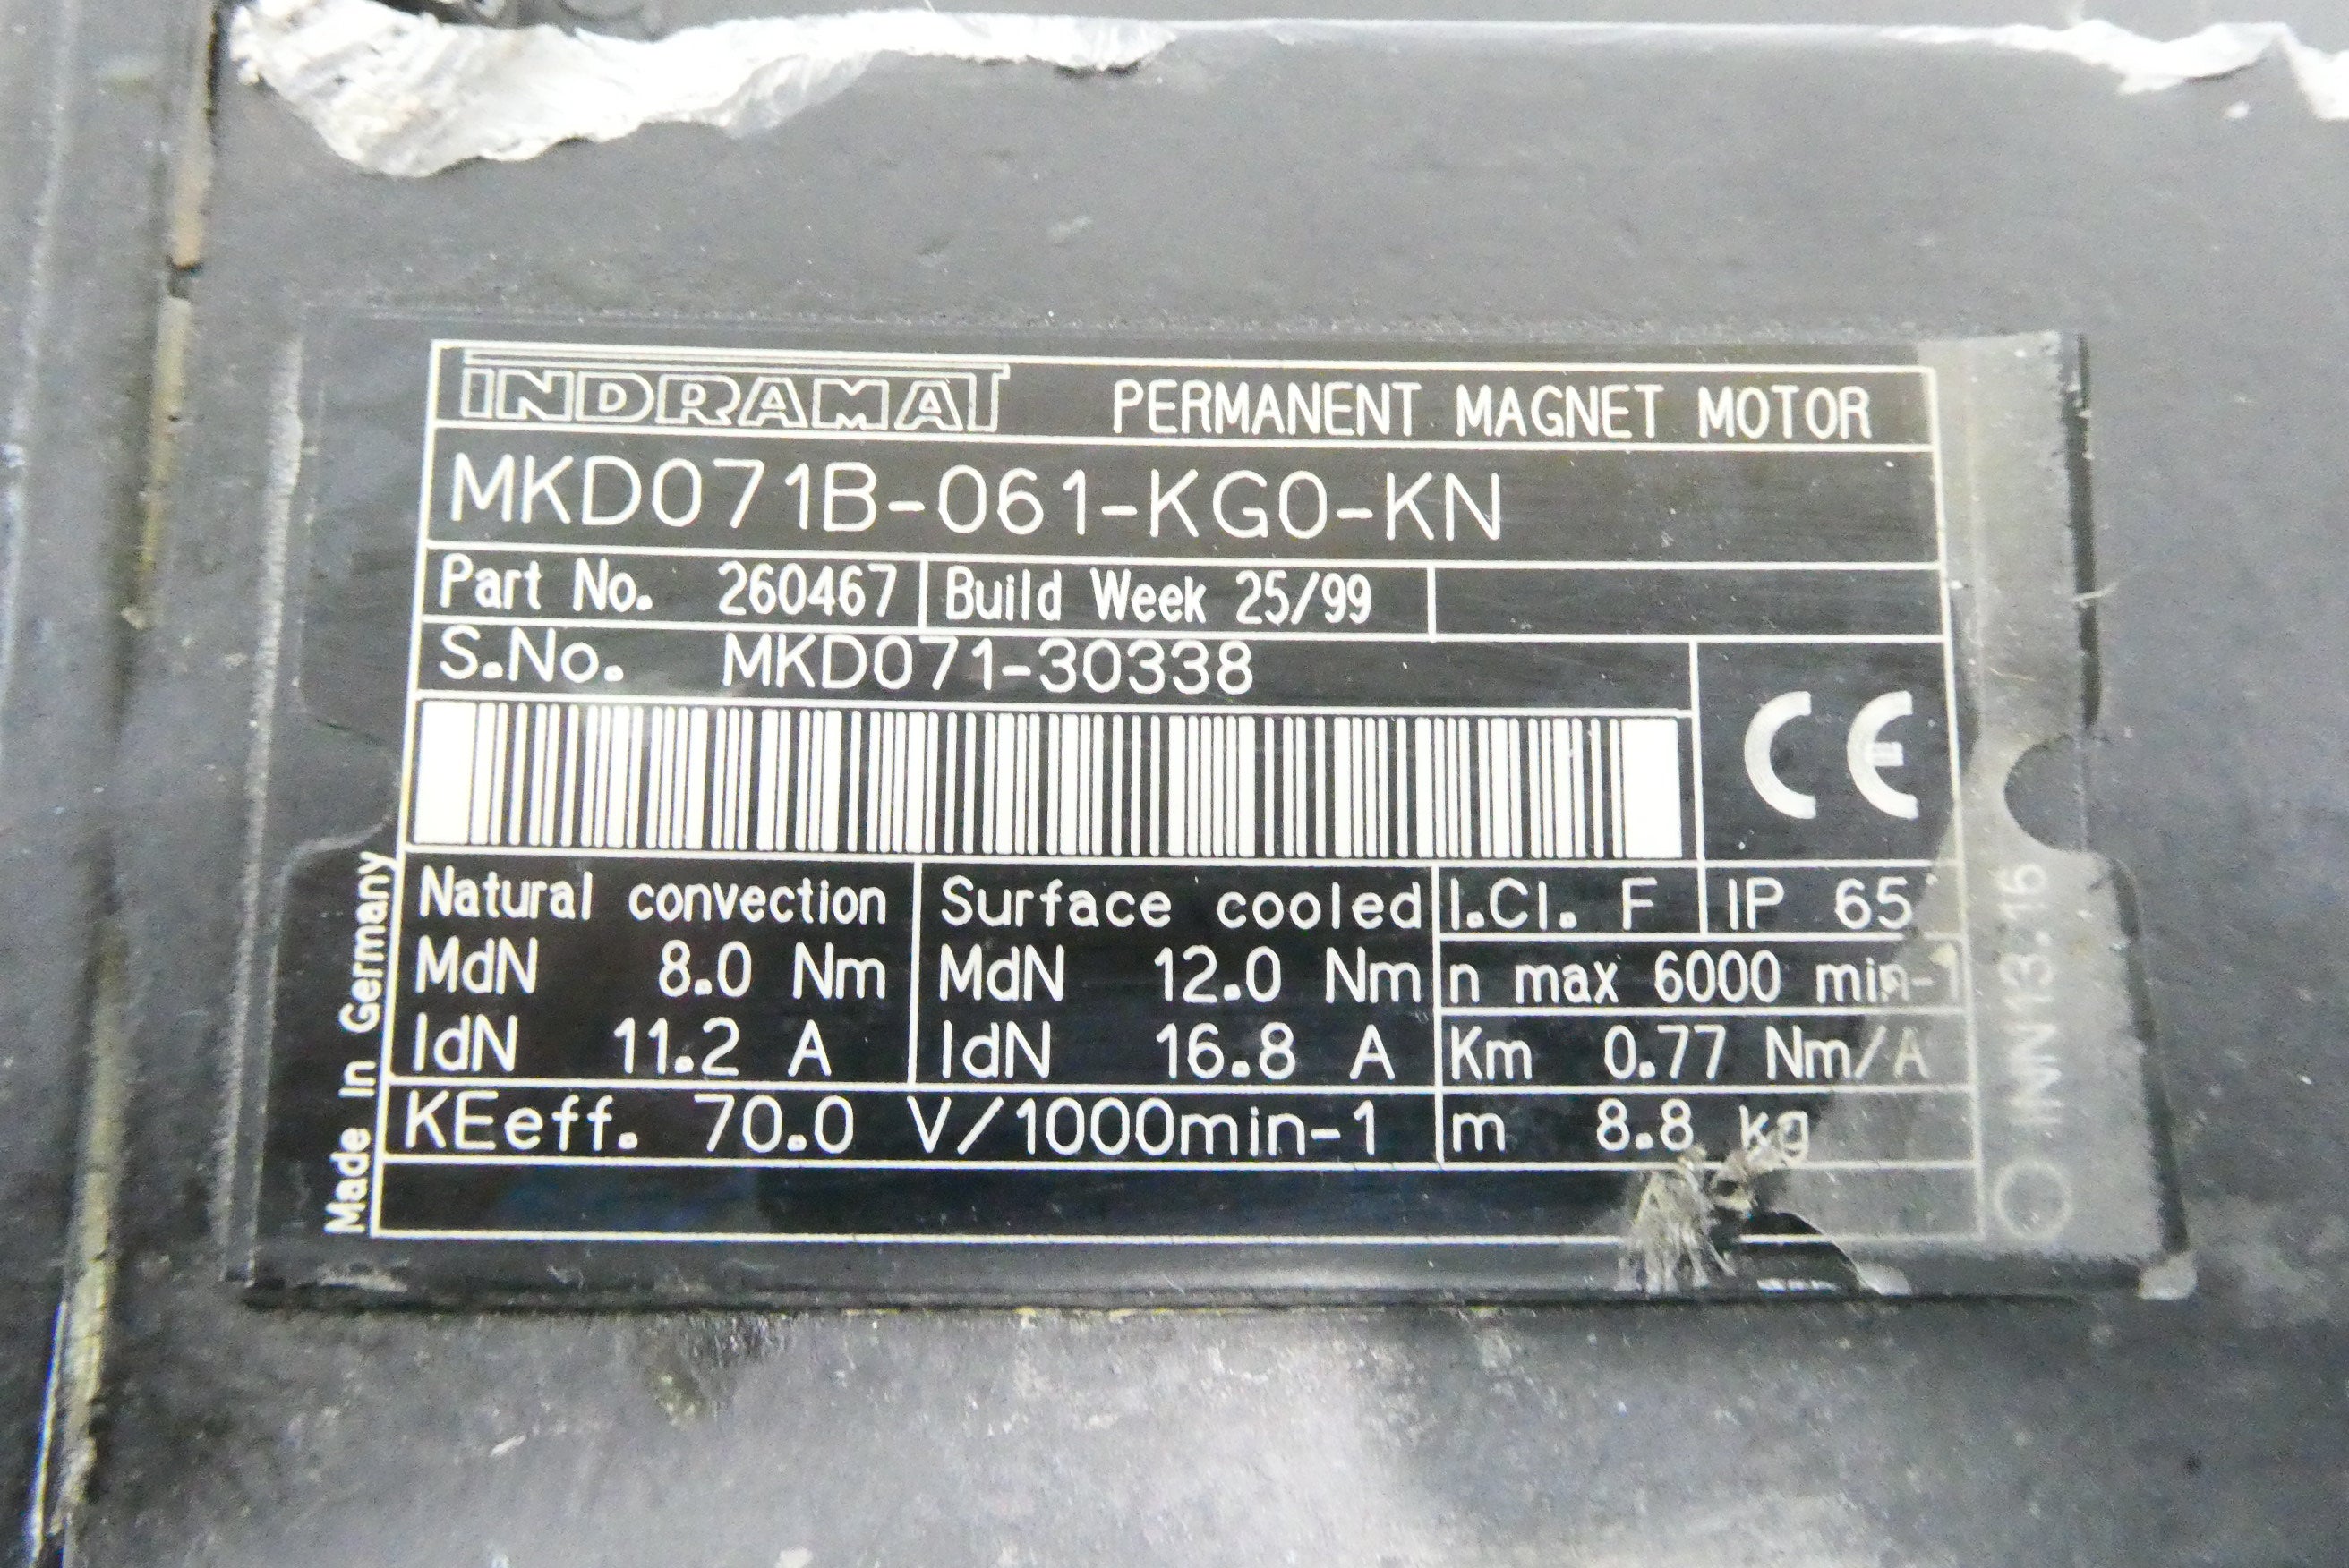 INDRAMAT PERMANENT MAGNET MOTOR
MKD071B-061-KG0-KN
Part No. 260467 Build Week 25/99
S.No. MKD071-30338
CE
Natural convection Surface cooled I.Cl. F IP 65
MdN 8.0 Nm MdN 12.0 Nm n max 6000 min-1
IdN 11.2 A IdN 16.8 A Km 0.77 Nm/A
KEeff. 70.0 V/1000min-1 m 8.8 kg
Made in Germany
INN13.16